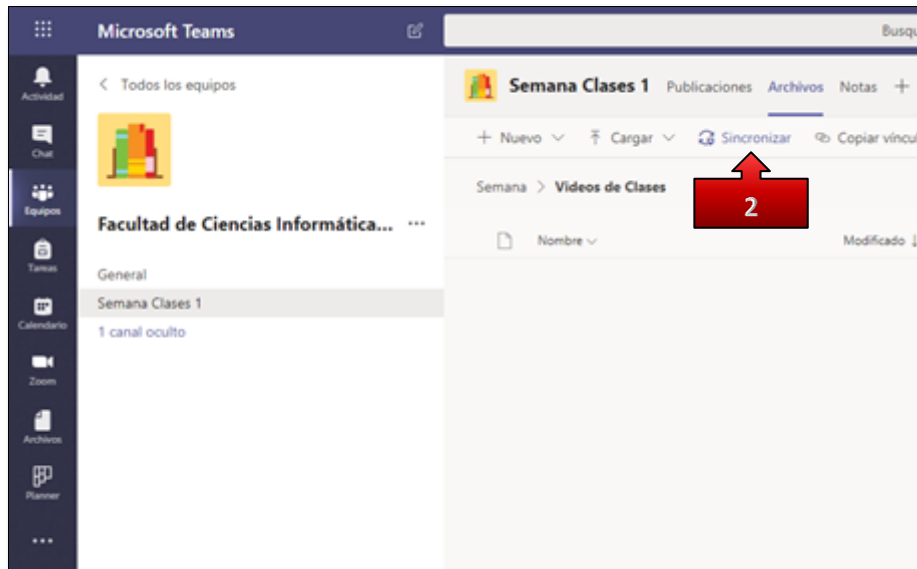 Microsoft Teams
Busqu
Actividad
Chat
Equipos
Tareas
Calendario
Zoom
Archivos
Planner
Todos los equipos
Facultad de Ciencias Informática...
General
Semana Clases 1
1 canal oculto
Semana Clases 1 Publicaciones Archivos Notas +
+ Nuevo Cargar Sincronizar Copiar víncul
Semana > Videos de Clases
2
Nombre Modificado